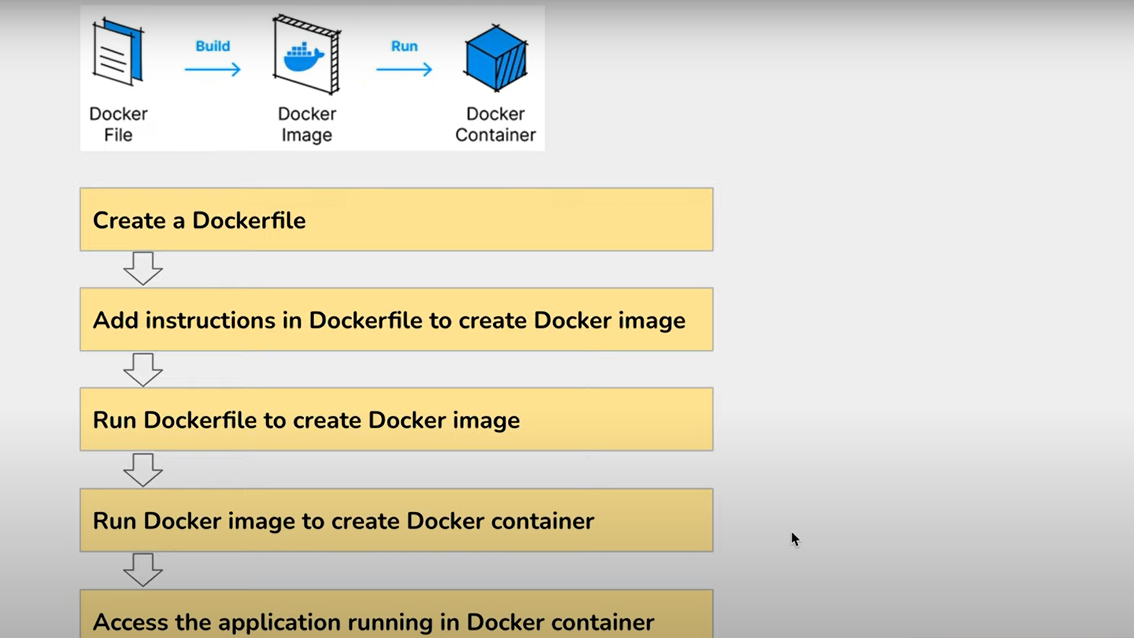 Build
Run
Docker
File
Docker
Image
Docker
Container
Create a Dockerfile
Add instructions in Dockerfile to create Docker image
Run Dockerfile to create Docker image
Run Docker image to create Docker container
Access the application running in Docker container